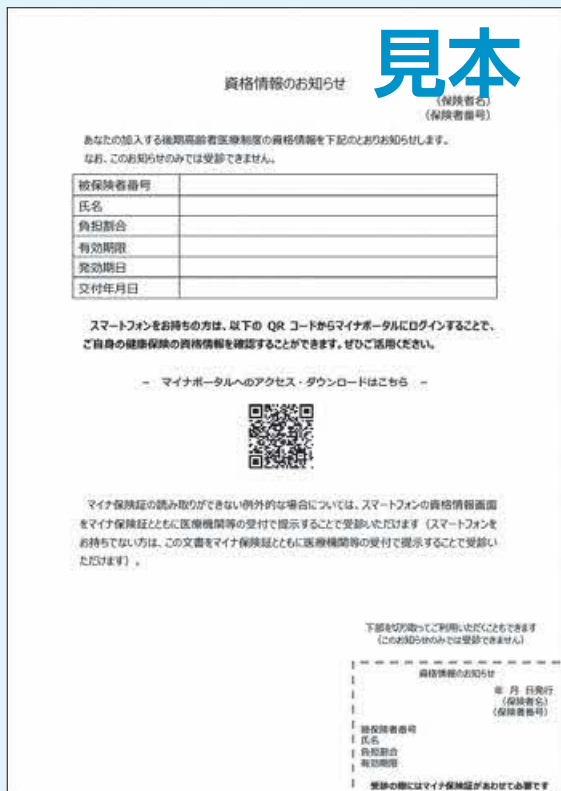 見本
資格情報のお知らせ
(保険者名)
(保険者番号)
あなたの加入する後期高齢者医療制度の資格情報を下記のとおりお知らせします。
なお、このお知らせのみでは受診できません。
被保険者番号
氏名
負担割合
有効期限
発効期日
交付年月日
スマートフォンをお持ちの方は、以下の QR コードからマイナポータルにログインすることで、
ご自身の健康保険の資格情報を確認することができます。ぜひご活用ください。
－ マイナポータルへのアクセス・ダウンロードはこちら －
マイナ保険証の読み取りができない例外的な場合については、スマートフォンの資格情報画面
をマイナ保険証とともに医療機関等の受付で提示することで受診いただけます（スマートフォンを
お持ちでない方は、この文書をマイナ保険証とともに医療機関等の受付で提示することで受診い
ただけます）。
下部を切り取ってご利用いただくこともできます
(このお知らせのみでは受診できません)
資格情報のお知らせ
年 月 日発行
(保険者名)
(保険者番号)
被保険者番号
氏名
負担割合
有効期限
受診の際にはマイナ保険証があわせて必要です